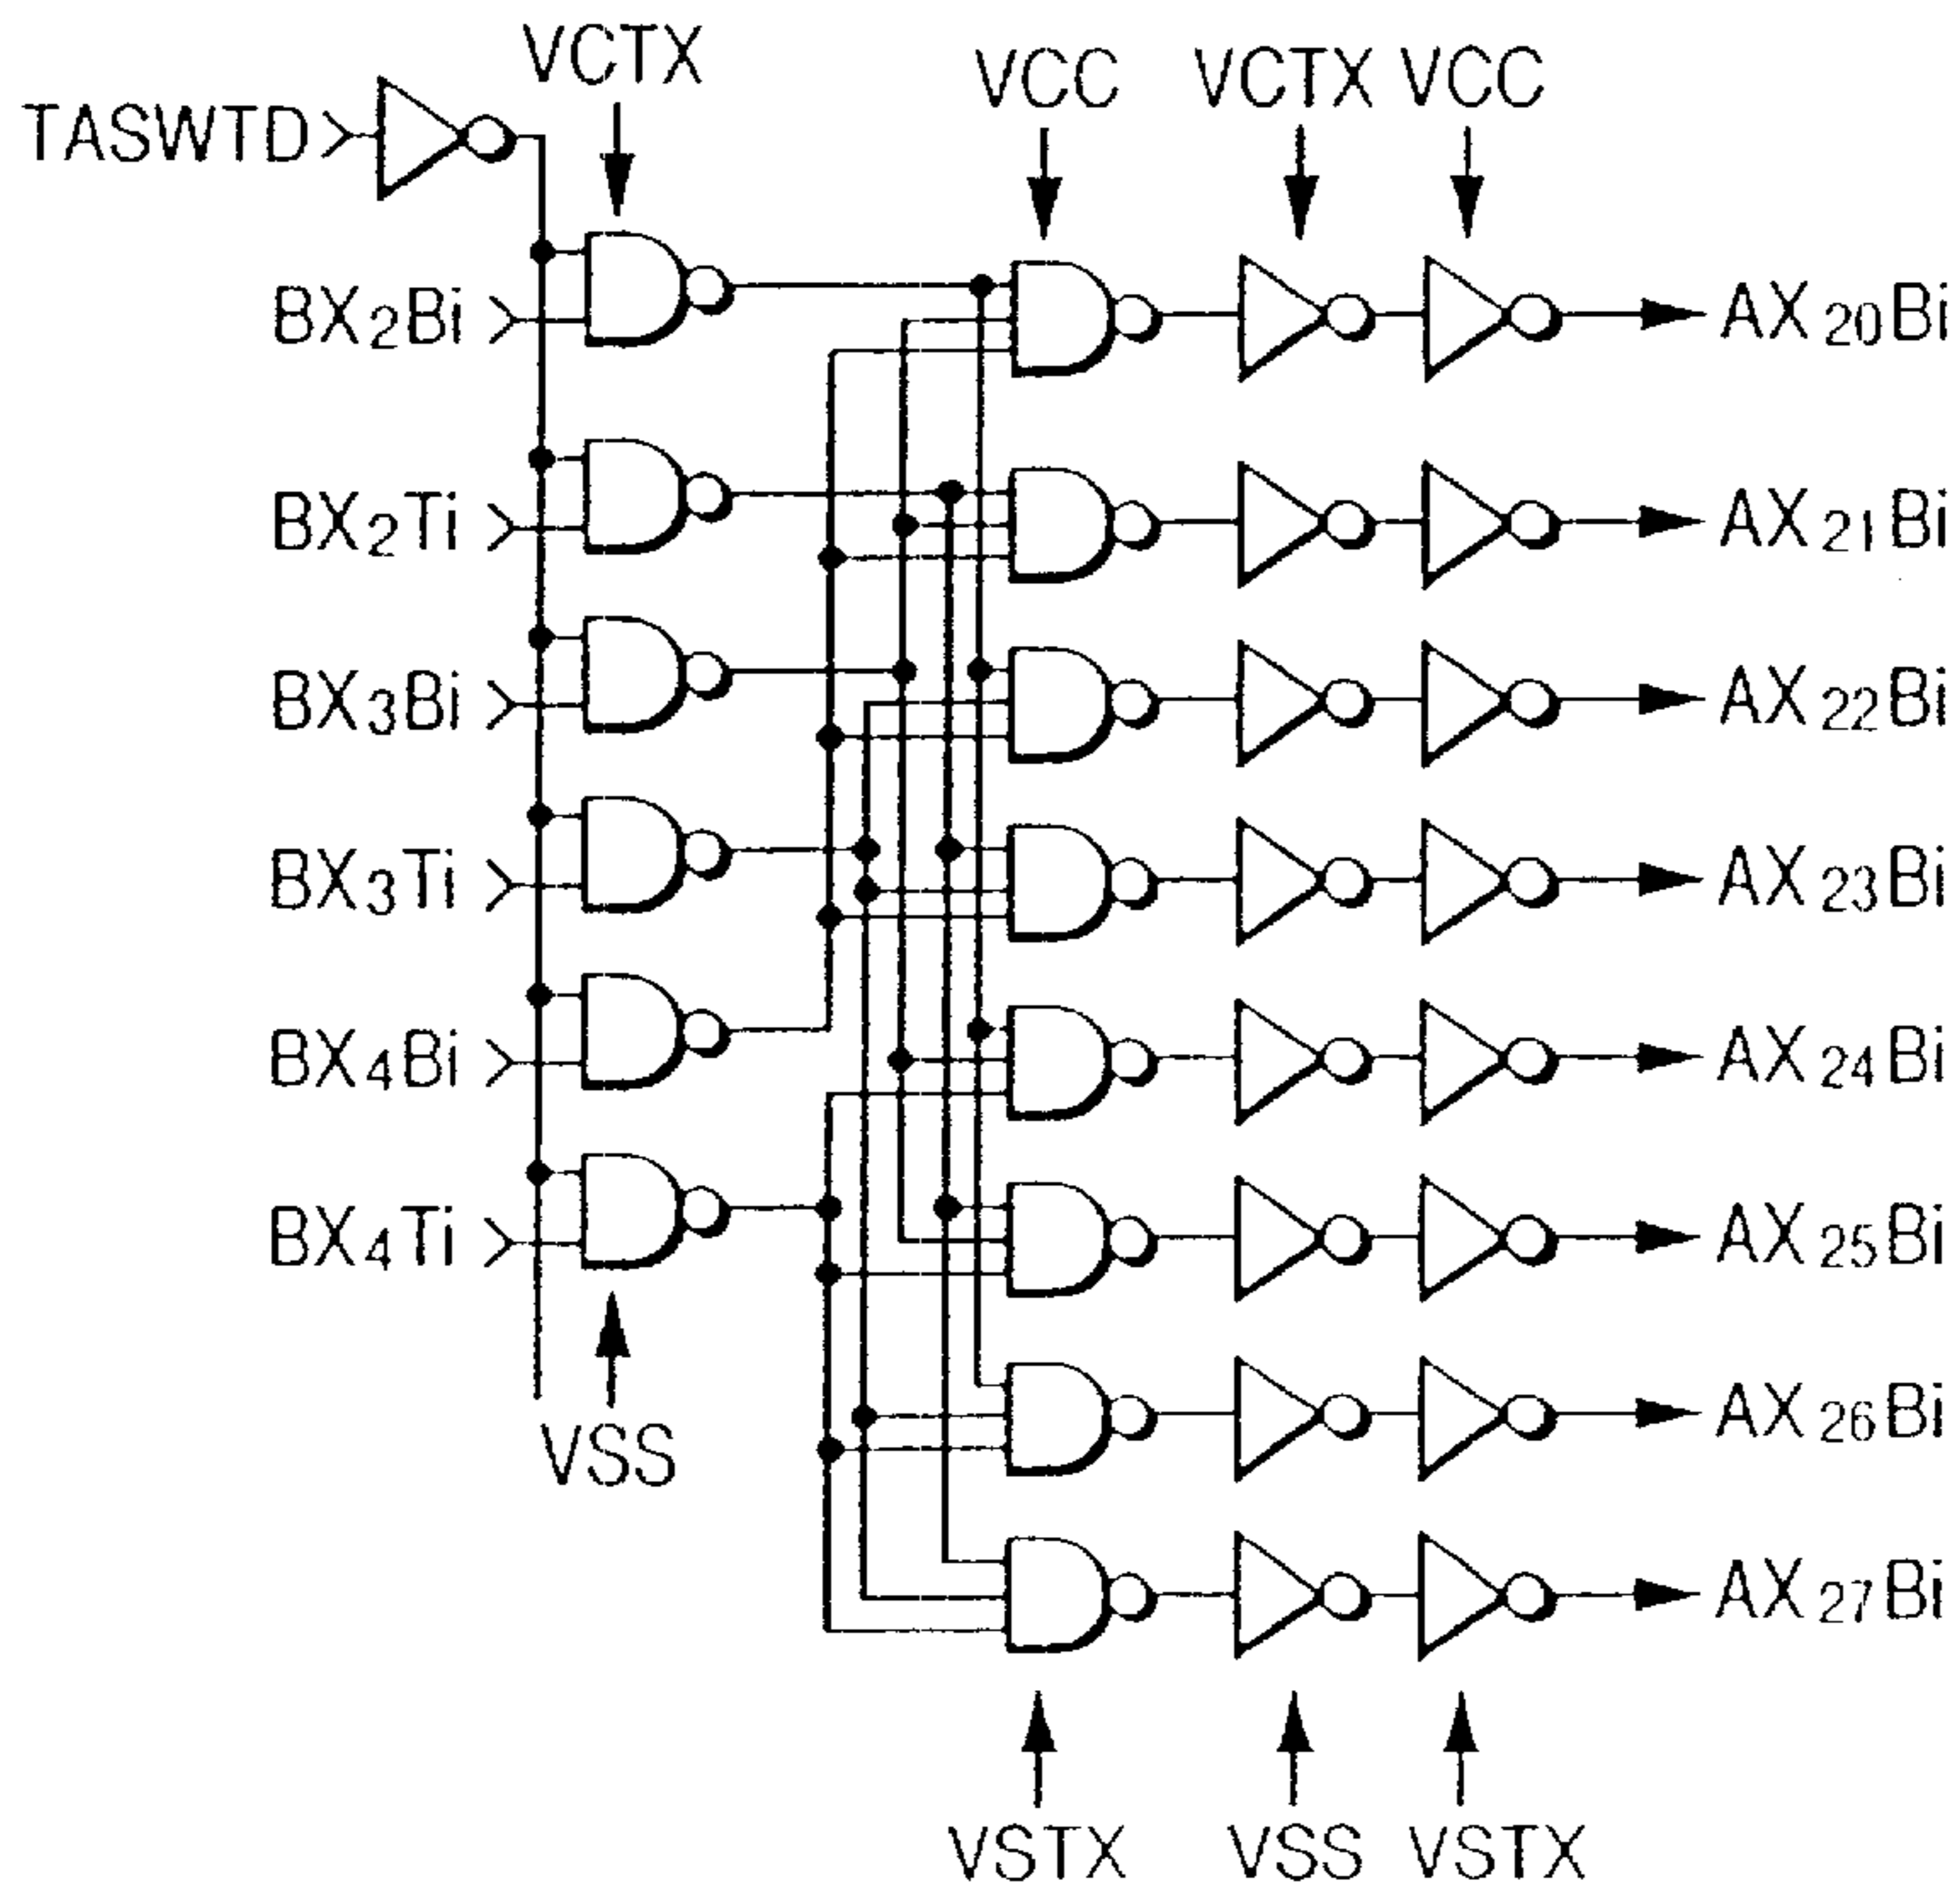 VCTX
VCC VCTX VCC
TASWTD
BX2Bi
AX20Bi
BX2Ti
AX21Bi
BX3Bi
AX22Bi
BX3Ti
AX23Bi
BX4Bi
AX24Bi
BX4Ti
AX25Bi
AX26Bi
VSS
AX27Bi
VSTX VSS VSTX